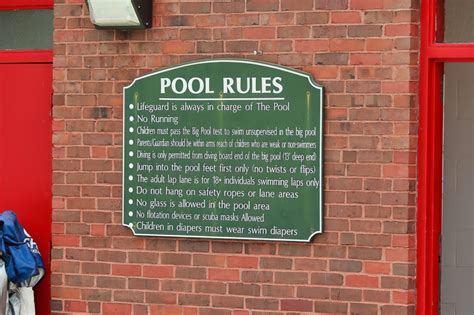 POOL RULES
• Lifeguard is always in charge of The Pool
• No Running
• Children must pass the Big Pool test to swim unsupervised in the big pool
• Parents/Guardian should be within arms reach of children who are weak or non-swimmers
• Diving is only permitted from diving board end of the big pool (13' deep end)
• Jump into the pool feet first only (no twists or flips)
• The adult lap lane is for 18+ individuals swimming laps only
• Do not hang on safety ropes or lane areas
• No glass is allowed in the pool area
• No flotation devices or scuba masks Allowed
• Children in diapers must wear swim diapers